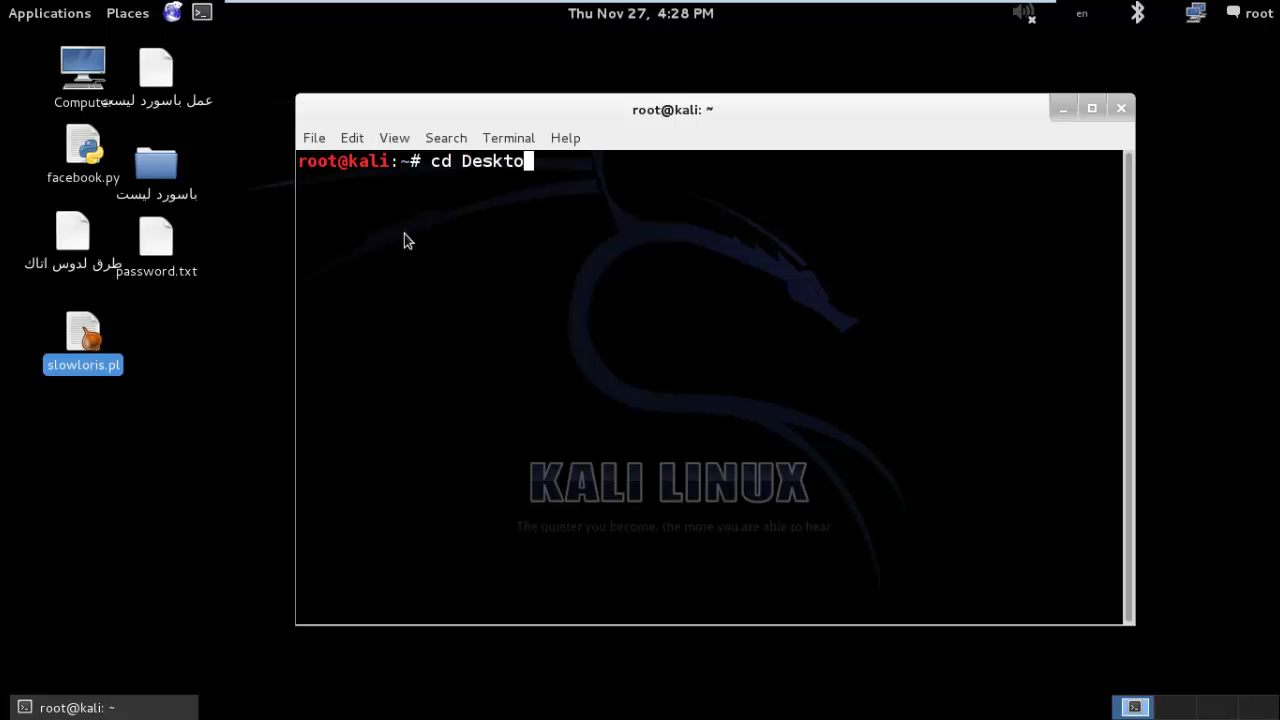 Applications Places Thu Nov 27, 4:28 PM en root
Computer
عمل باسورد ليست
facebook.py
باسورد ليست
طرق لدوس اتاك
password.txt
slowloris.pl
root@kali: ~
File Edit View Search Terminal Help
root@kali:~# cd Deskto
KALI LINUX
The quieter you become, the more you are able to hear
root@kali: ~